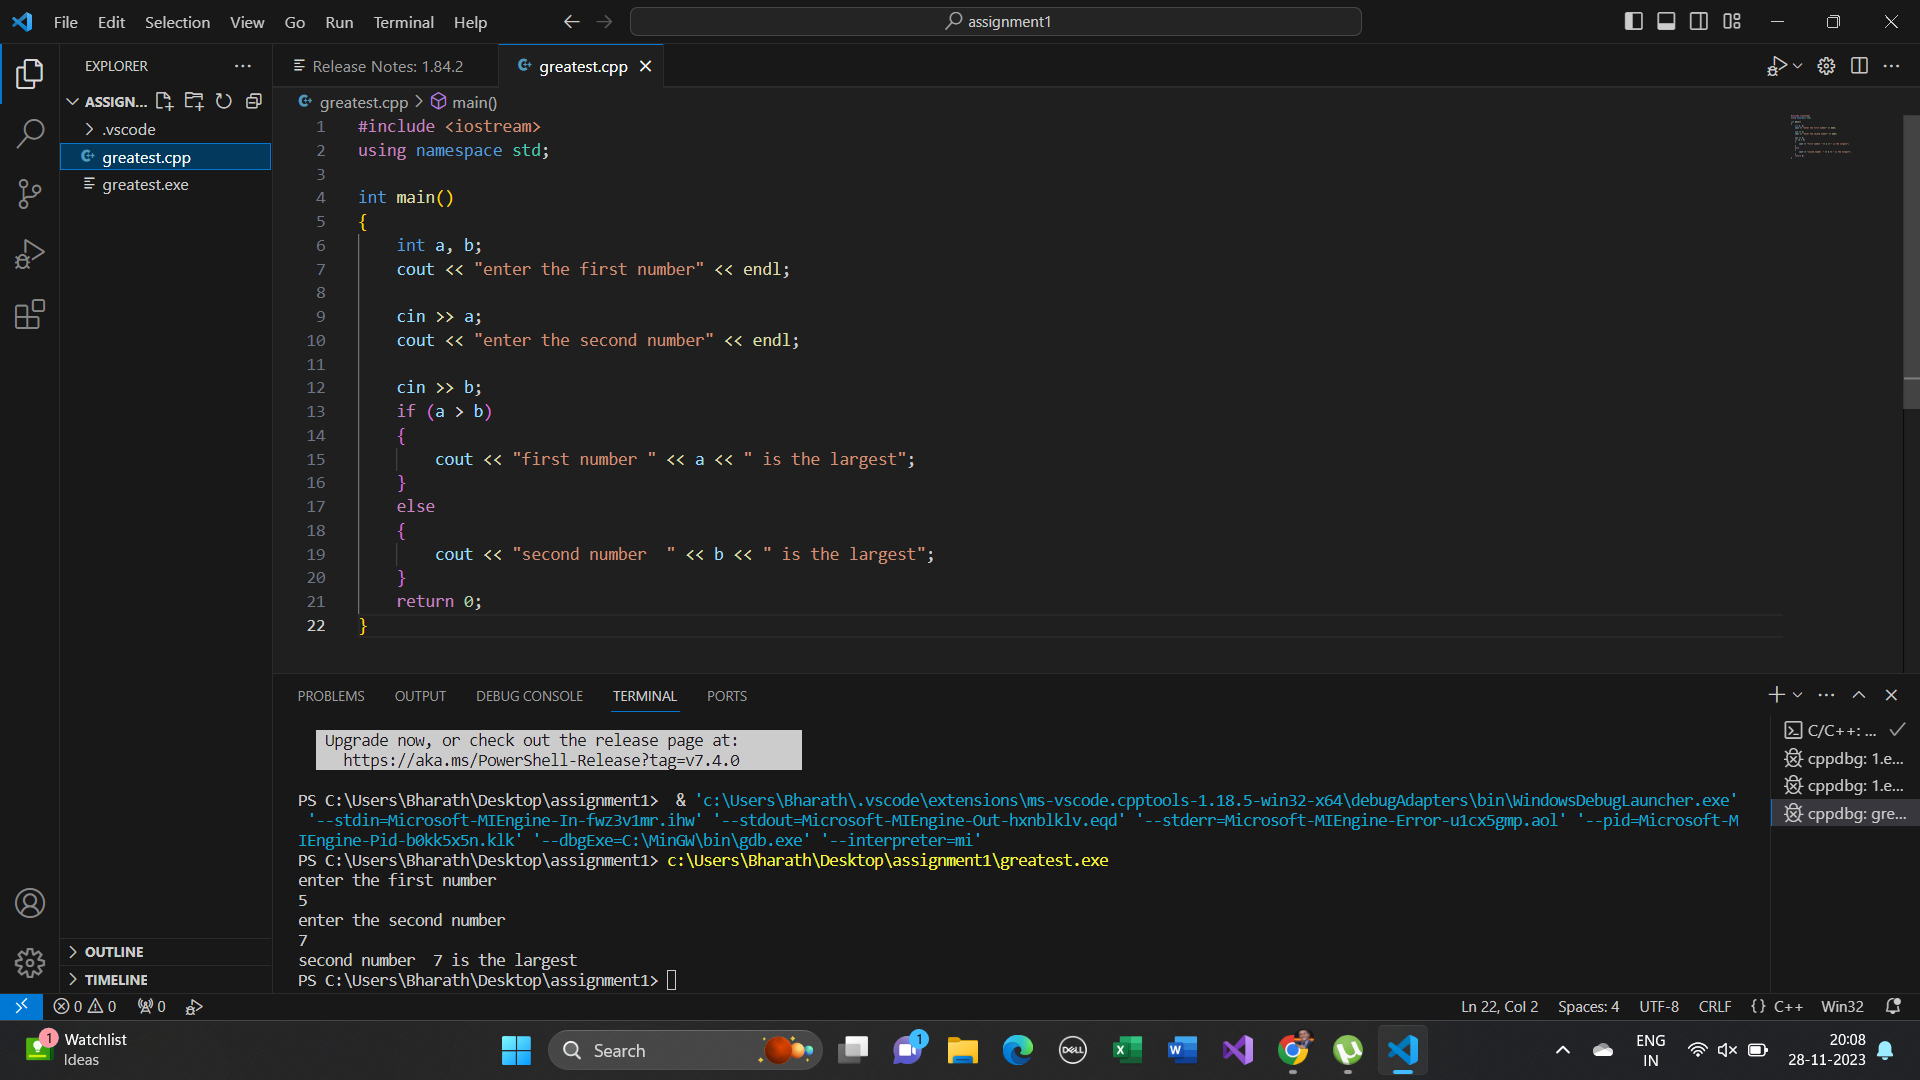 File Edit Selection View Go Run Terminal Help
assignment1
EXPLORER
ASSIGN...
.vscode
greatest.cpp
greatest.exe
OUTLINE
TIMELINE
Release Notes: 1.84.2
greatest.cpp
greatest.cpp > main()
1 #include <iostream>
2 using namespace std;
3
4 int main()
5 {
6 int a, b;
7 cout << "enter the first number" << endl;
8
9 cin >> a;
10 cout << "enter the second number" << endl;
11
12 cin >> b;
13 if (a > b)
14 {
15 cout << "first number " << a << " is the largest";
16 }
17 else
18 {
19 cout << "second number  " << b << " is the largest";
20 }
21 return 0;
22 }
PROBLEMS OUTPUT DEBUG CONSOLE TERMINAL PORTS
Upgrade now, or check out the release page at:
https://aka.ms/PowerShell-Release?tag=v7.4.0
PS C:\Users\Bharath\Desktop\assignment1>  & 'c:\Users\Bharath\.vscode\extensions\ms-vscode.cpptools-1.18.5-win32-x64\debugAdapters\bin\WindowsDebugLauncher.exe'
'--stdin=Microsoft-MIEngine-In-fwz3v1mr.ihw' '--stdout=Microsoft-MIEngine-Out-hxnblklv.eqd' '--stderr=Microsoft-MIEngine-Error-u1cx5gmp.aol' '--pid=Microsoft-M
IEngine-Pid-b0kk5x5n.klk' '--dbgExe=C:\MinGW\bin\gdb.exe' '--interpreter=mi'
PS C:\Users\Bharath\Desktop\assignment1> c:\Users\Bharath\Desktop\assignment1\greatest.exe
enter the first number
5
enter the second number
7
second number  7 is the largest
PS C:\Users\Bharath\Desktop\assignment1>
C/C++: ...
cppdbg: 1.e...
cppdbg: 1.e...
cppdbg: gre...
0 0 0
Ln 22, Col 2 Spaces: 4 UTF-8 CRLF {} C++ Win32
1
Watchlist
Ideas
Search
1
DELL
ENG
IN
20:08
28-11-2023